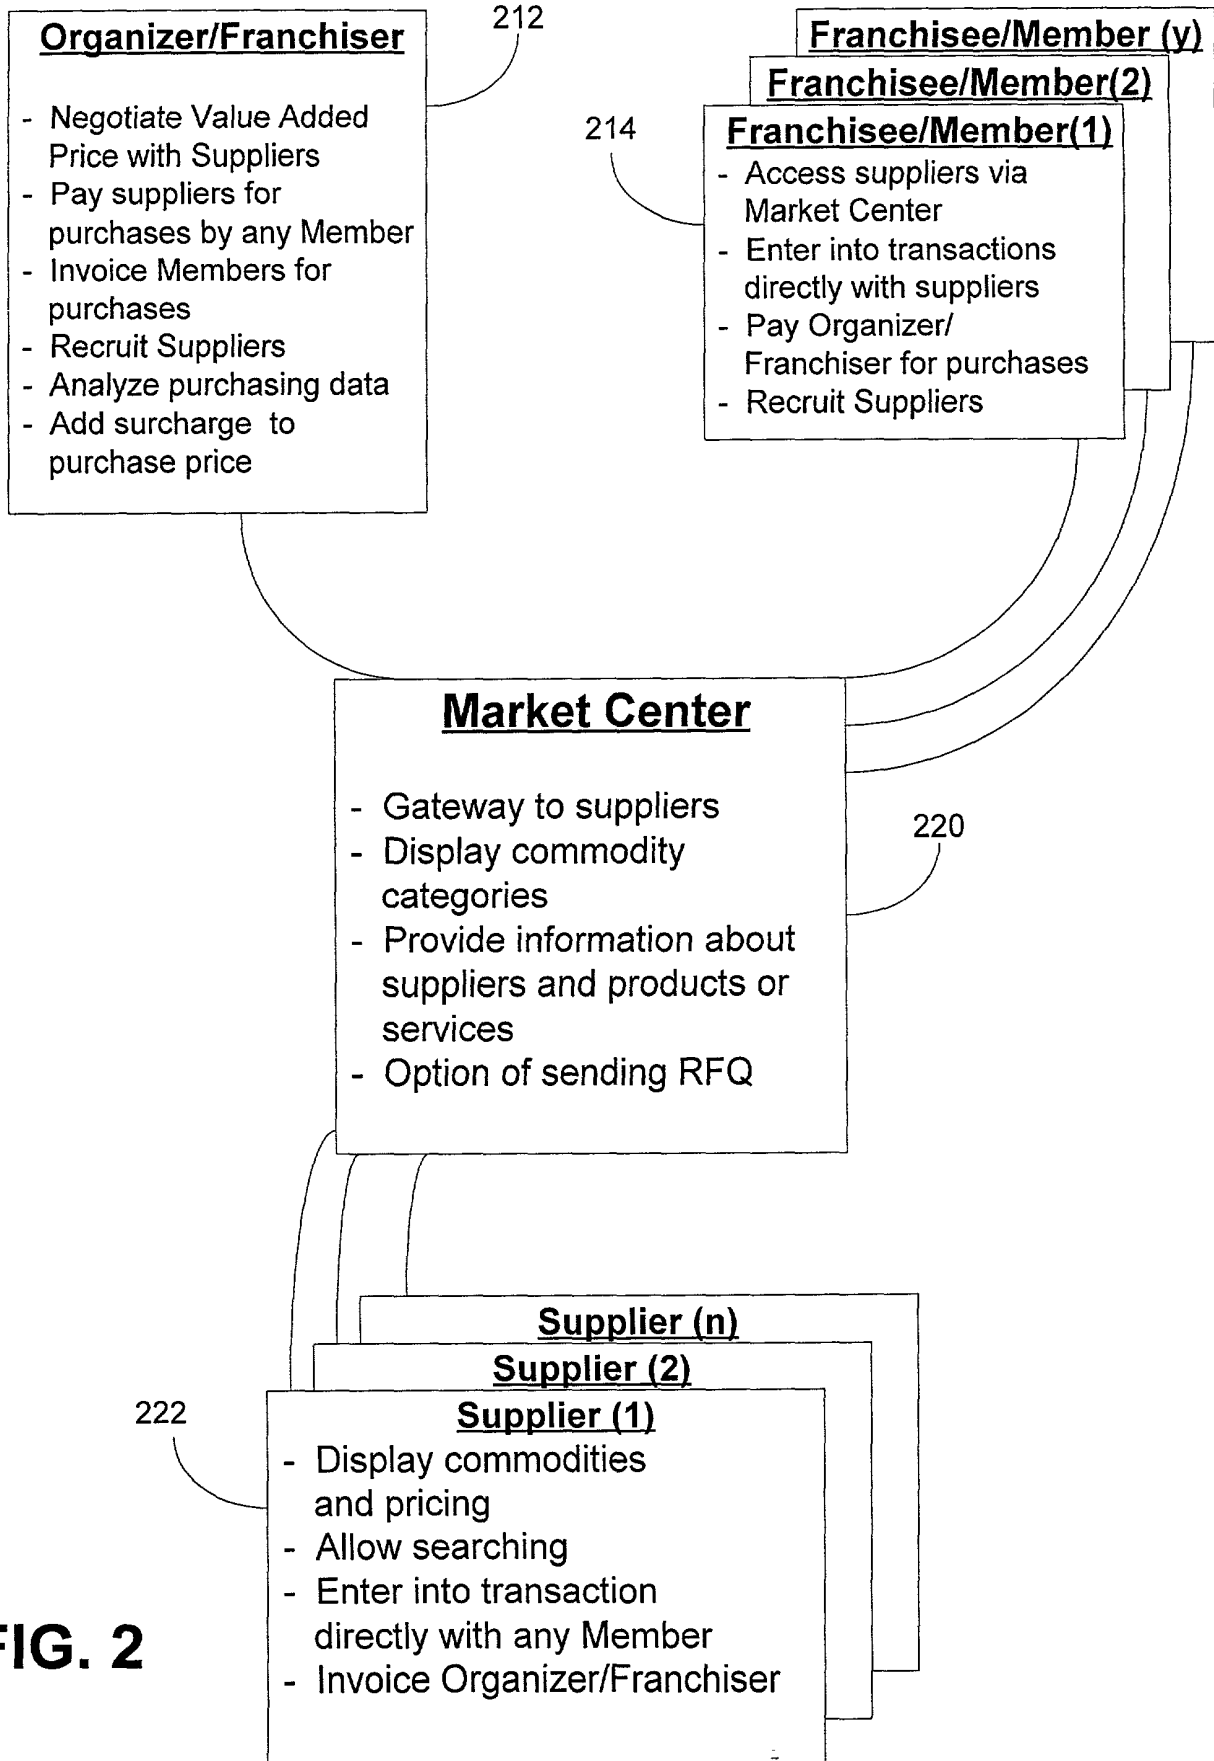 Organizer/Franchiser
- Negotiate Value Added
Price with Suppliers
- Pay suppliers for
purchases by any Member
- Invoice Members for
purchases
- Recruit Suppliers
- Analyze purchasing data
- Add surcharge to
purchase price
212
Franchisee/Member (y)
Franchisee/Member(2)
Franchisee/Member(1)
- Access suppliers via
Market Center
- Enter into transactions
directly with suppliers
- Pay Organizer/
Franchiser for purchases
- Recruit Suppliers
214
Market Center
- Gateway to suppliers
- Display commodity
categories
- Provide information about
suppliers and products or
services
- Option of sending RFQ
220
Supplier (n)
Supplier (2)
Supplier (1)
- Display commodities
and pricing
- Allow searching
- Enter into transaction
directly with any Member
- Invoice Organizer/Franchiser
222
FIG. 2